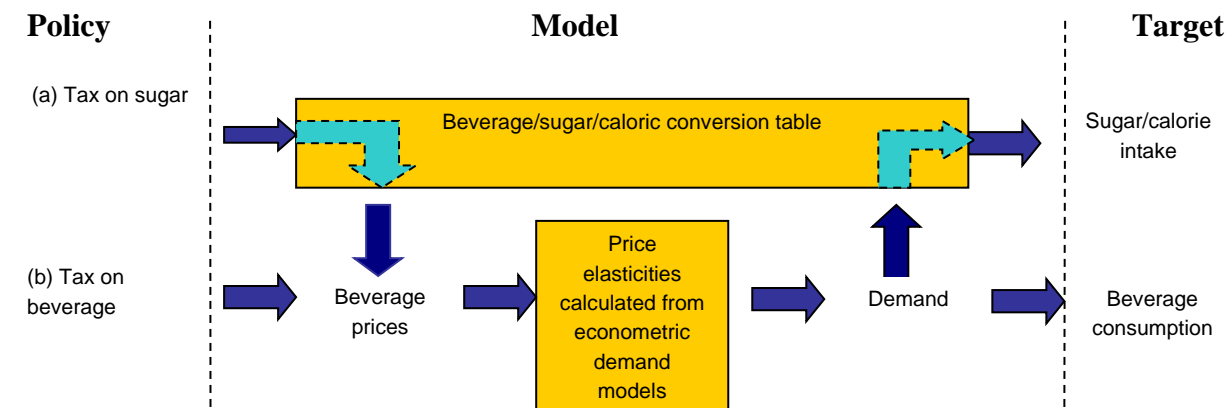 Policy
Model
Target
(a) Tax on sugar
Beverage/sugar/caloric conversion table
Sugar/calorie
intake
(b) Tax on
beverage
Beverage
prices
Price
elasticities
calculated from
econometric
demand
models
Demand
Beverage
consumption